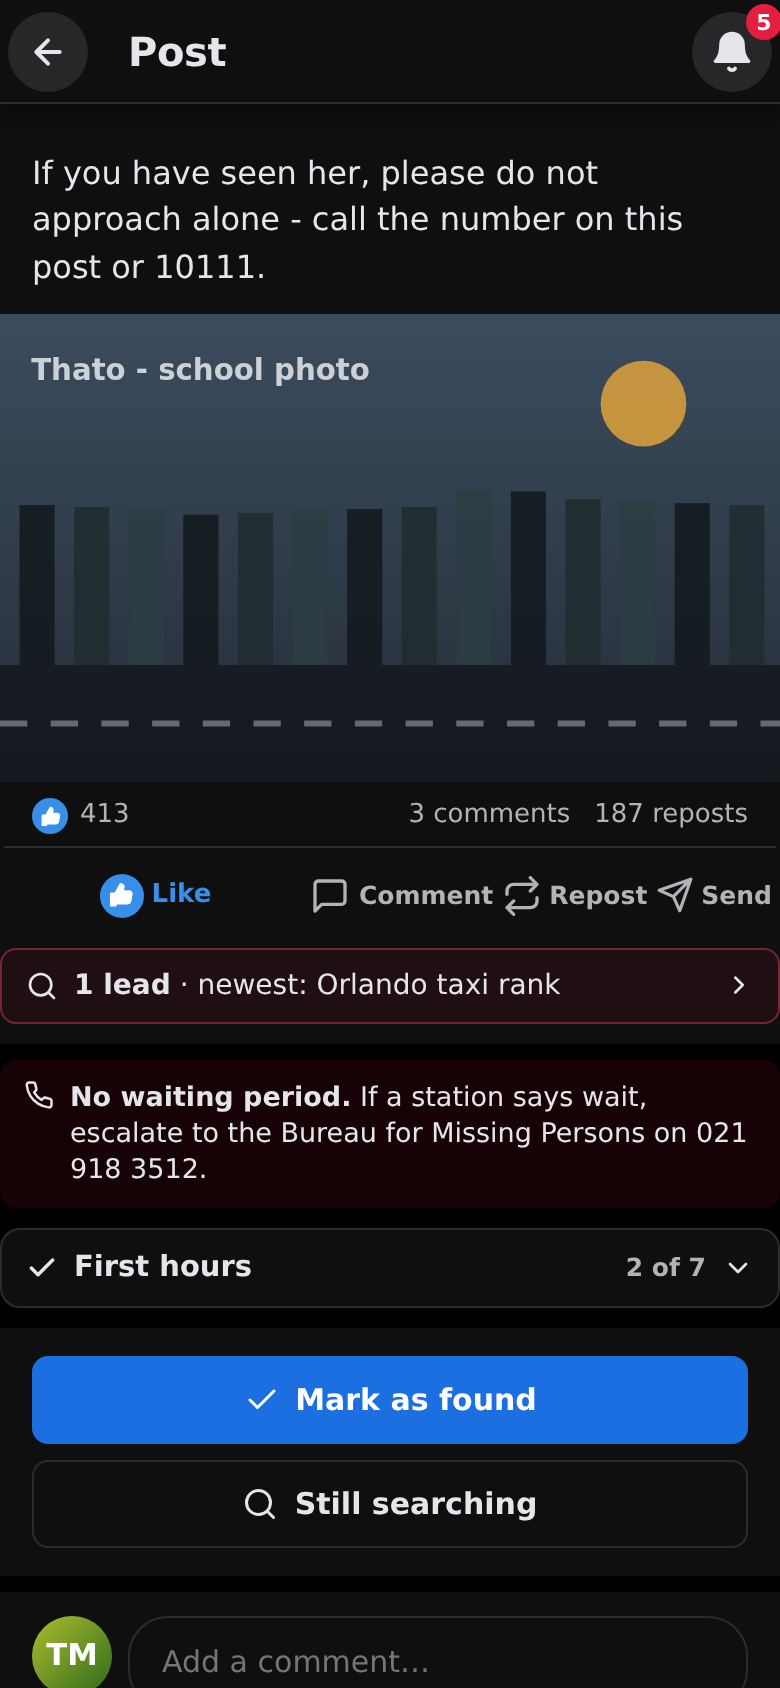 Post
5
If you have seen her, please do not
approach alone - call the number on this
post or 10111.
Thato - school photo
413
3 comments 187 reposts
Like Comment Repost Send
1 lead · newest: Orlando taxi rank
No waiting period. If a station says wait,
escalate to the Bureau for Missing Persons on 021
918 3512.
First hours 2 of 7
Mark as found
Still searching
TM Add a comment...